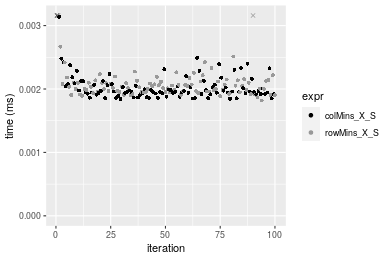 0.003
0.002
0.001
0.000
time (ms)
0
25
50
75
100
iteration
expr
colMins_X_S
rowMins_X_S